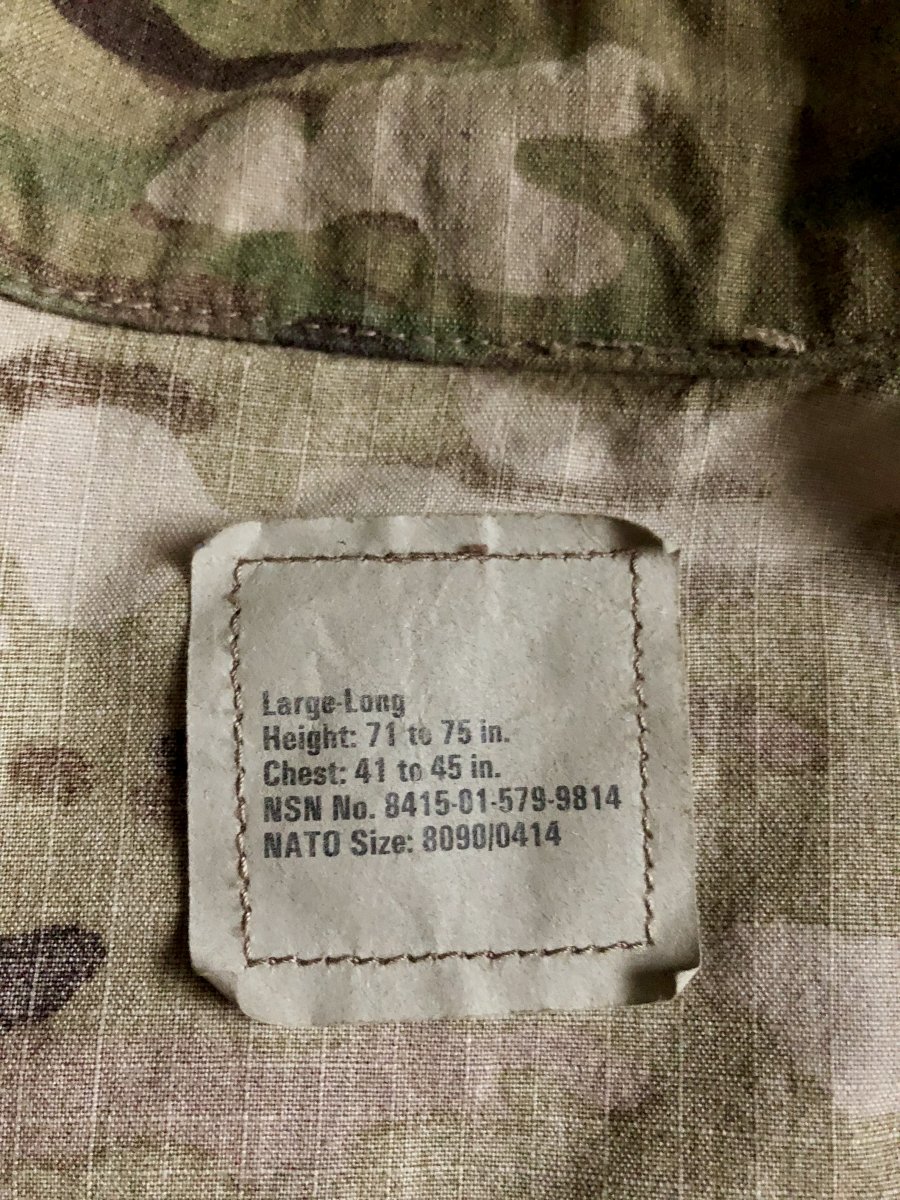 Large-Long
Height: 71 to 75 in.
Chest: 41 to 45 in.
NSN No. 8415-01-579-9814
NATO Size: 8090/0414